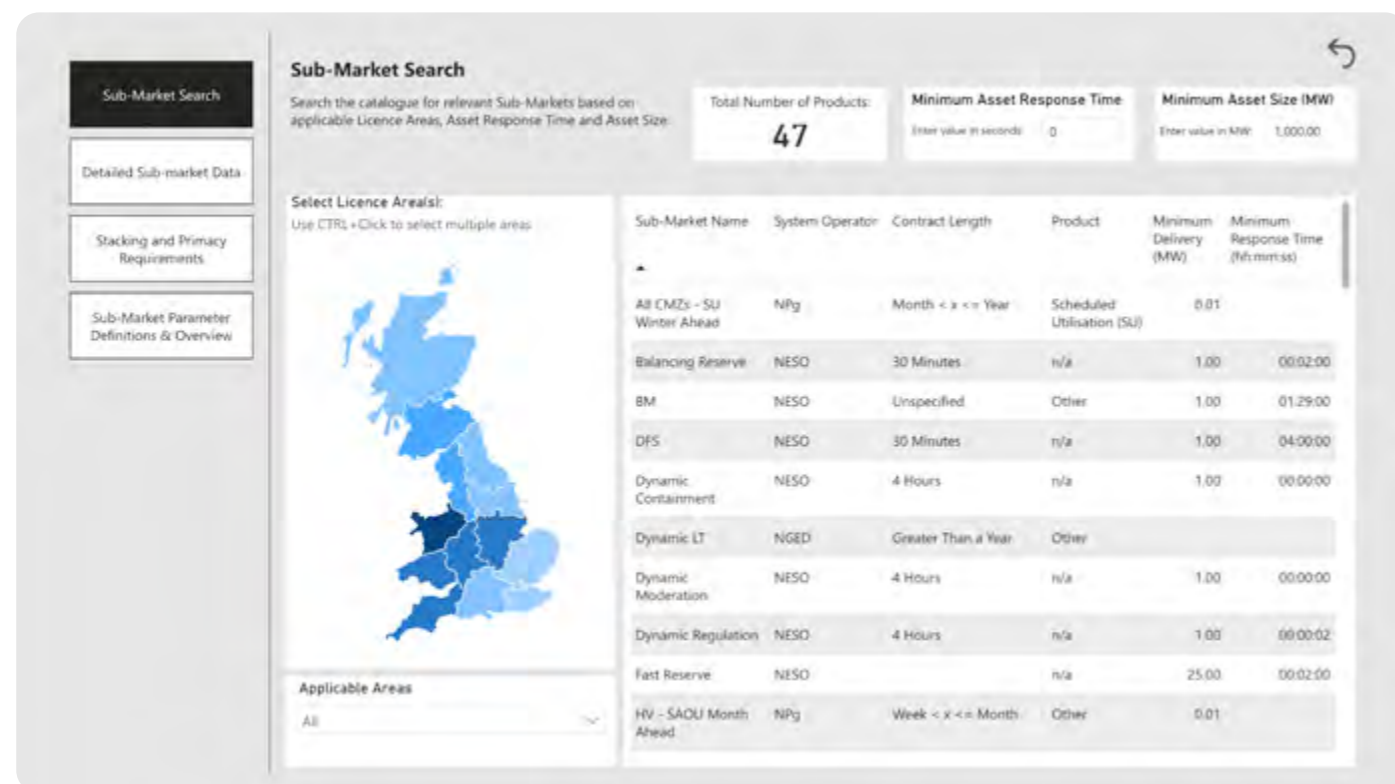 Sub-Market Search
Detailed Sub-market Data
Stacking and Primacy
Requirements
Sub-Market Parameter
Definitions & Overview
Sub-Market Search
Search the catalogue for relevant Sub-Markets based on
applicable Licence Areas, Asset Response Time and Asset Size
Total Number of Products:
47
Minimum Asset Response Time
Enter value in seconds: 0
Minimum Asset Size (MW)
Enter value in MW: 1,000.00
Select Licence Area(s):
Use CTRL+Click to select multiple areas
Applicable Areas
All
Sub-Market Name System Operator Contract Length Product Minimum Minimum
Delivery Response Time
(MW) (hh:mm:ss)
All CMZs - SU NPg Month < x <= Year Scheduled 0.01
Winter Ahead Utilisation (SU)
Balancing Reserve NESO 30 Minutes n/a 1.00 00:02:00
BM NESO Unspecified Other 1.00 01:29:00
DFS NESO 30 Minutes n/a 1.00 04:00:00
Dynamic NESO 4 Hours n/a 1.00 00:00:00
Containment
Dynamic LT NGED Greater Than a Year Other
Dynamic NESO 4 Hours n/a 1.00 00:00:00
Moderation
Dynamic Regulation NESO 4 Hours n/a 1.00 00:00:02
Fast Reserve NESO n/a 25.00 00:02:00
HV - SAOU Month NPg Week < x <= Month Other 0.01
Ahead